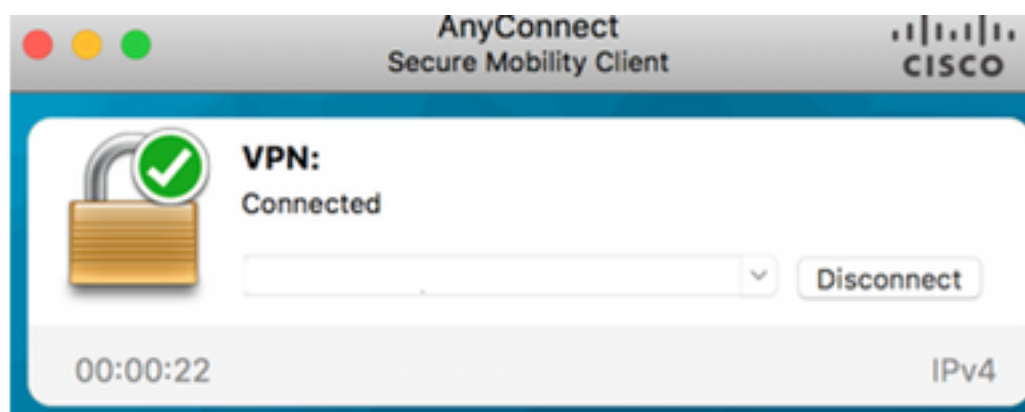 AnyConnect
Secure Mobility Client
CISCO
VPN:
Connected
Disconnect
00:00:22
IPv4